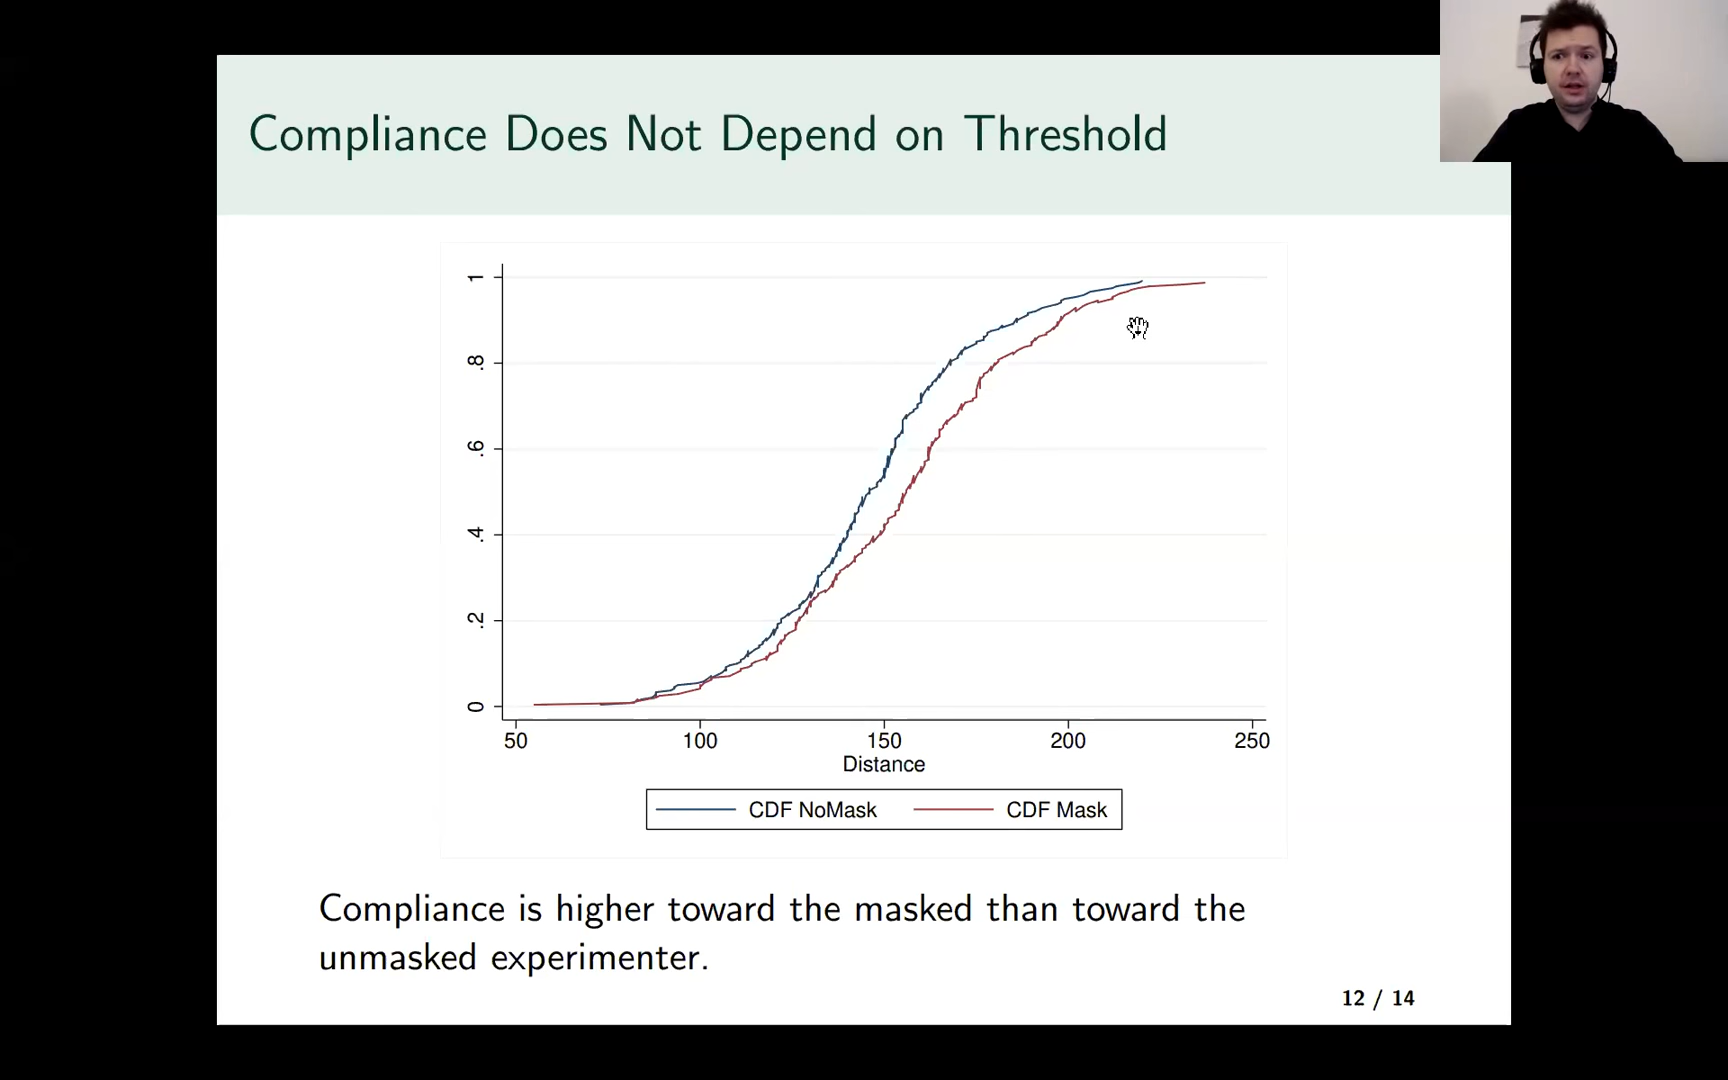 Compliance Does Not Depend on Threshold
1
.8
.6
.4
.2
0
50 100 150 200 250
Distance
CDF NoMask CDF Mask
Compliance is higher toward the masked than toward the
unmasked experimenter.
12 / 14